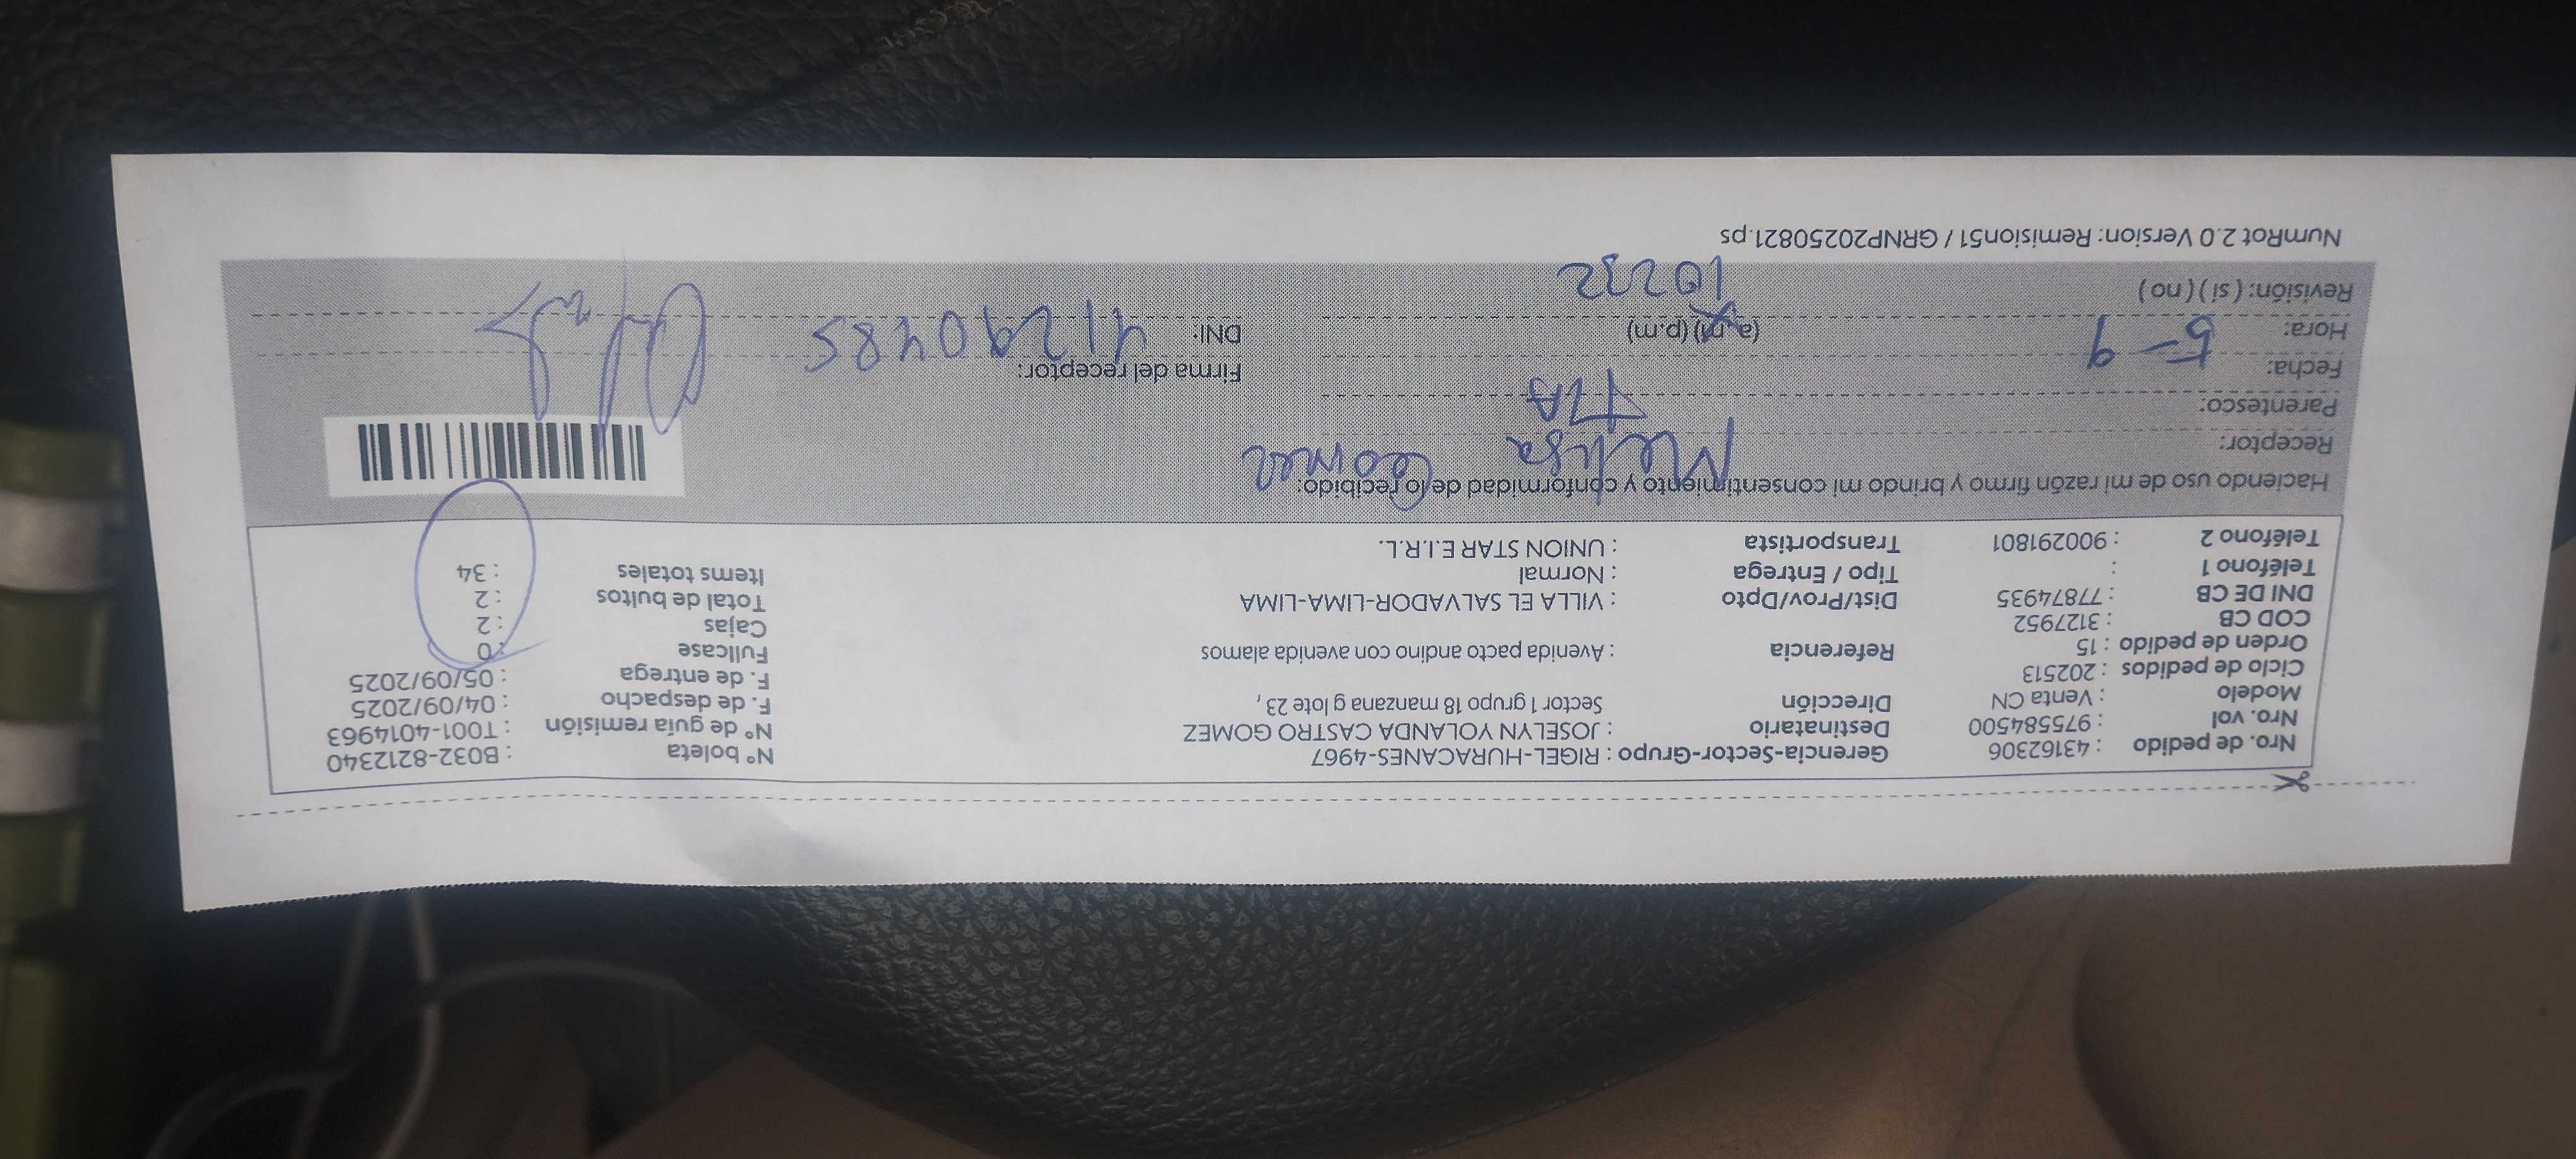 Nro. de pedido : 43162306 Gerencia-Sector-Grupo : RIGEL-HURACANES-4967 N° boleta : B032-8212340
Nro. vol : 975584500 Destinatario : JOSELYN YOLANDA CASTRO GOMEZ N° de guia remisión : T001-4014963
Modelo : Venta CN Dirección Sector 1 grupo 18 manzana g lote 23, F. de despacho : 04/09/2025
Ciclo de pedidos : 202513 F. de entrega : 05/09/2025
Orden de pedido : 15 Referencia : Avenida pacto andino con avenida alamos Fullcase : 0
COD CB : 3127952 Cajas : 2
DNI DE CB : 77874935 Dist/Prov/Dpto : VILLA EL SALVADOR-LIMA-LIMA Total de bultos : 2
Teléfono 1 : Tipo / Entrega : Normal Items totales : 34
Teléfono 2 : 900291801 Transportista : UNION STAR E.I.R.L.
Haciendo uso de mi razón firmo y brindo mi consentimiento y conformidad de lo recibido:
Receptor: Melisa Gomez
Parentesco: TIA
Fecha: 5-9 Firma del receptor:
Hora: (a.m) (p.m) DNI: 41290485
Revisión: ( si ) ( no ) 10232
NumRot 2.0 Version: Remision51 / GRNP20250821.ps